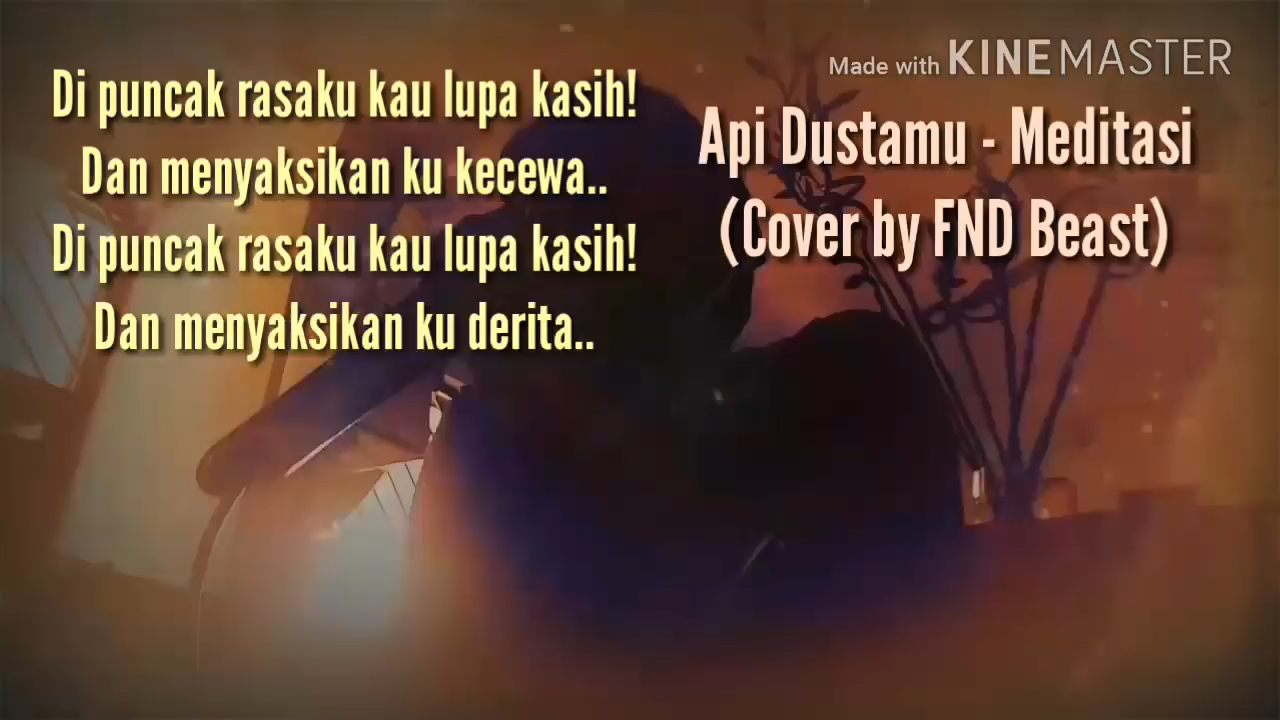 Di puncak rasaku kau lupa kasih!
Dan menyaksikan ku kecewa..
Di puncak rasaku kau lupa kasih!
Dan menyaksikan ku derita..
Made with KINEMASTER
Api Dustamu - Meditasi
(Cover by FND Beast)